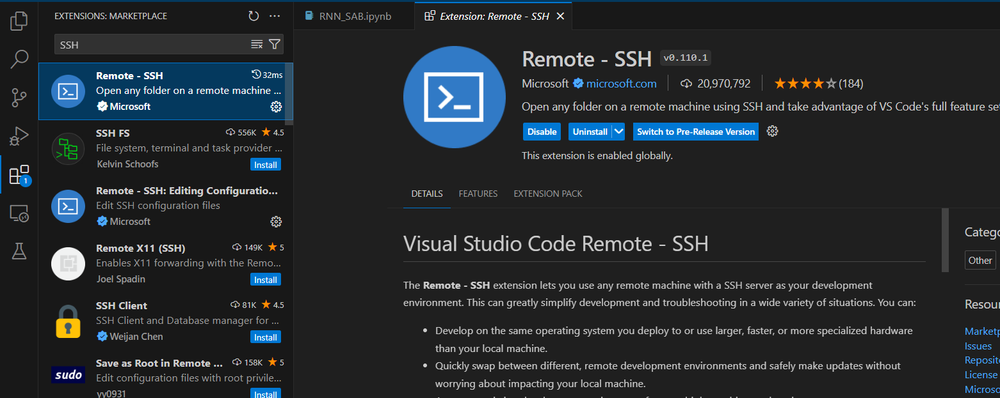 EXTENSIONS: MARKETPLACE
SSH
Remote - SSH
32ms
Open any folder on a remote machine ...
Microsoft
SSH FS
556K
4.5
File system, terminal and task provider ...
Kelvin Schoofs
Install
Remote - SSH: Editing Configuratio...
Edit SSH configuration files
Microsoft
Remote X11 (SSH)
149K
5
Enables X11 forwarding with the Remo...
Joel Spadin
Install
SSH Client
81K
4.5
SSH Client and Database manager for ...
Weijan Chen
Install
sudo
Save as Root in Remote ...
158K
5
Edit configuration files with root privile...
yy0931
Install
1
RNN_SAB.ipynb
Extension: Remote - SSH
Remote - SSH
v0.110.1
Microsoft
microsoft.com
20,970,792
(184)
Open any folder on a remote machine using SSH and take advantage of VS Code's full feature set
Disable
Uninstall
Switch to Pre-Release Version
This extension is enabled globally.
DETAILS
FEATURES
EXTENSION PACK
Visual Studio Code Remote - SSH
The Remote - SSH extension lets you use any remote machine with a SSH server as your development
environment. This can greatly simplify development and troubleshooting in a wide variety of situations. You can:
• Develop on the same operating system you deploy to or use larger, faster, or more specialized hardware
than your local machine.
• Quickly swap between different, remote development environments and safely make updates without
worrying about impacting your local machine.
Catego
Other
Resour
Marketp
Issues
Reposito
License
Microso